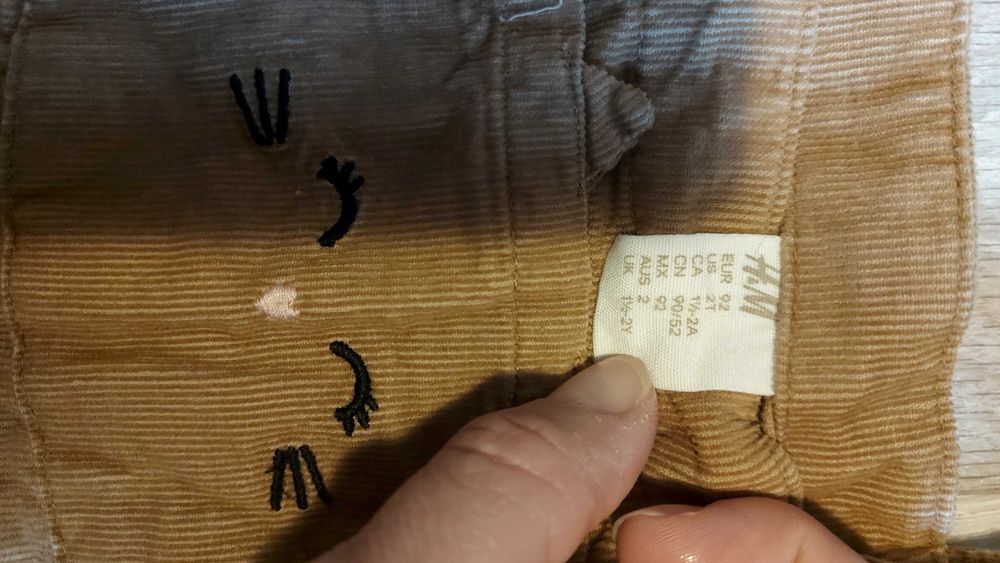 H&M
EUR 92
US 2T
CA 1½-2A
CN 90/52
MX 92
AUS 2
UK 1½-2Y